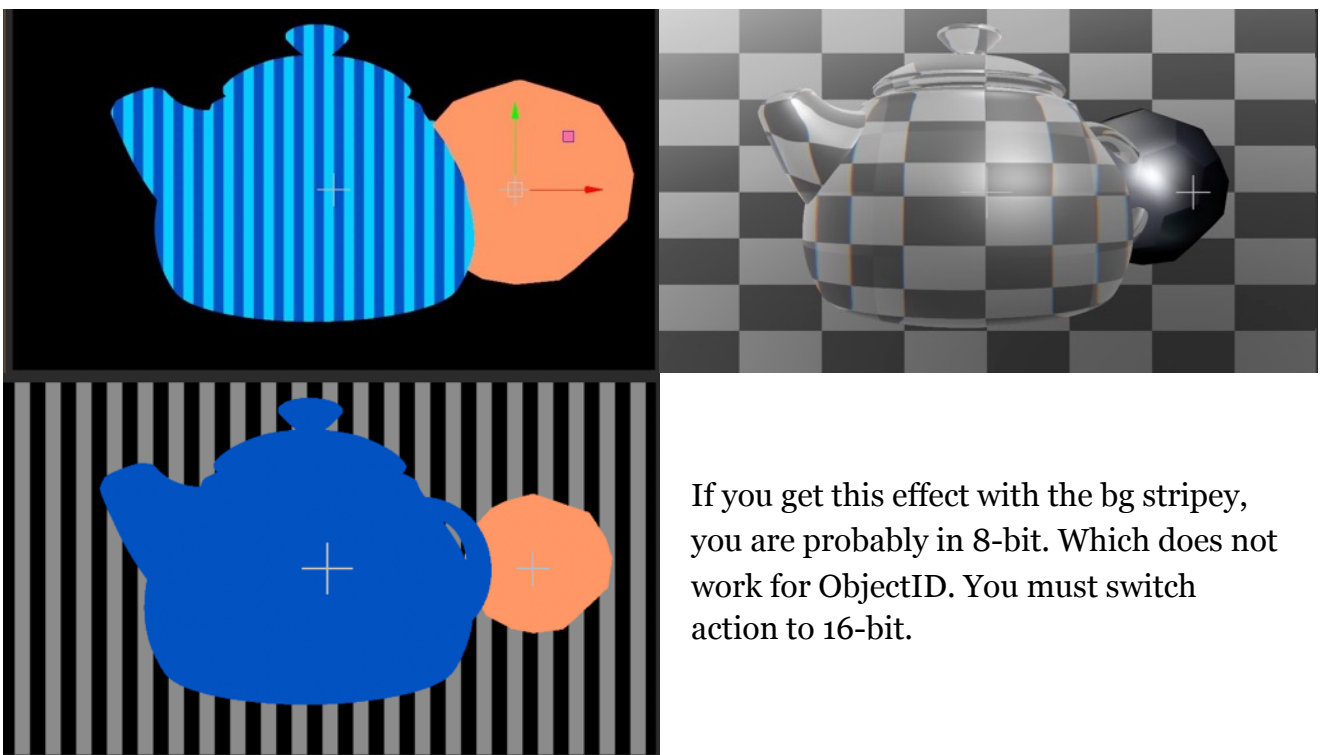 If you get this effect with the bg stripey,
you are probably in 8-bit. Which does not
work for ObjectID. You must switch
action to 16-bit.